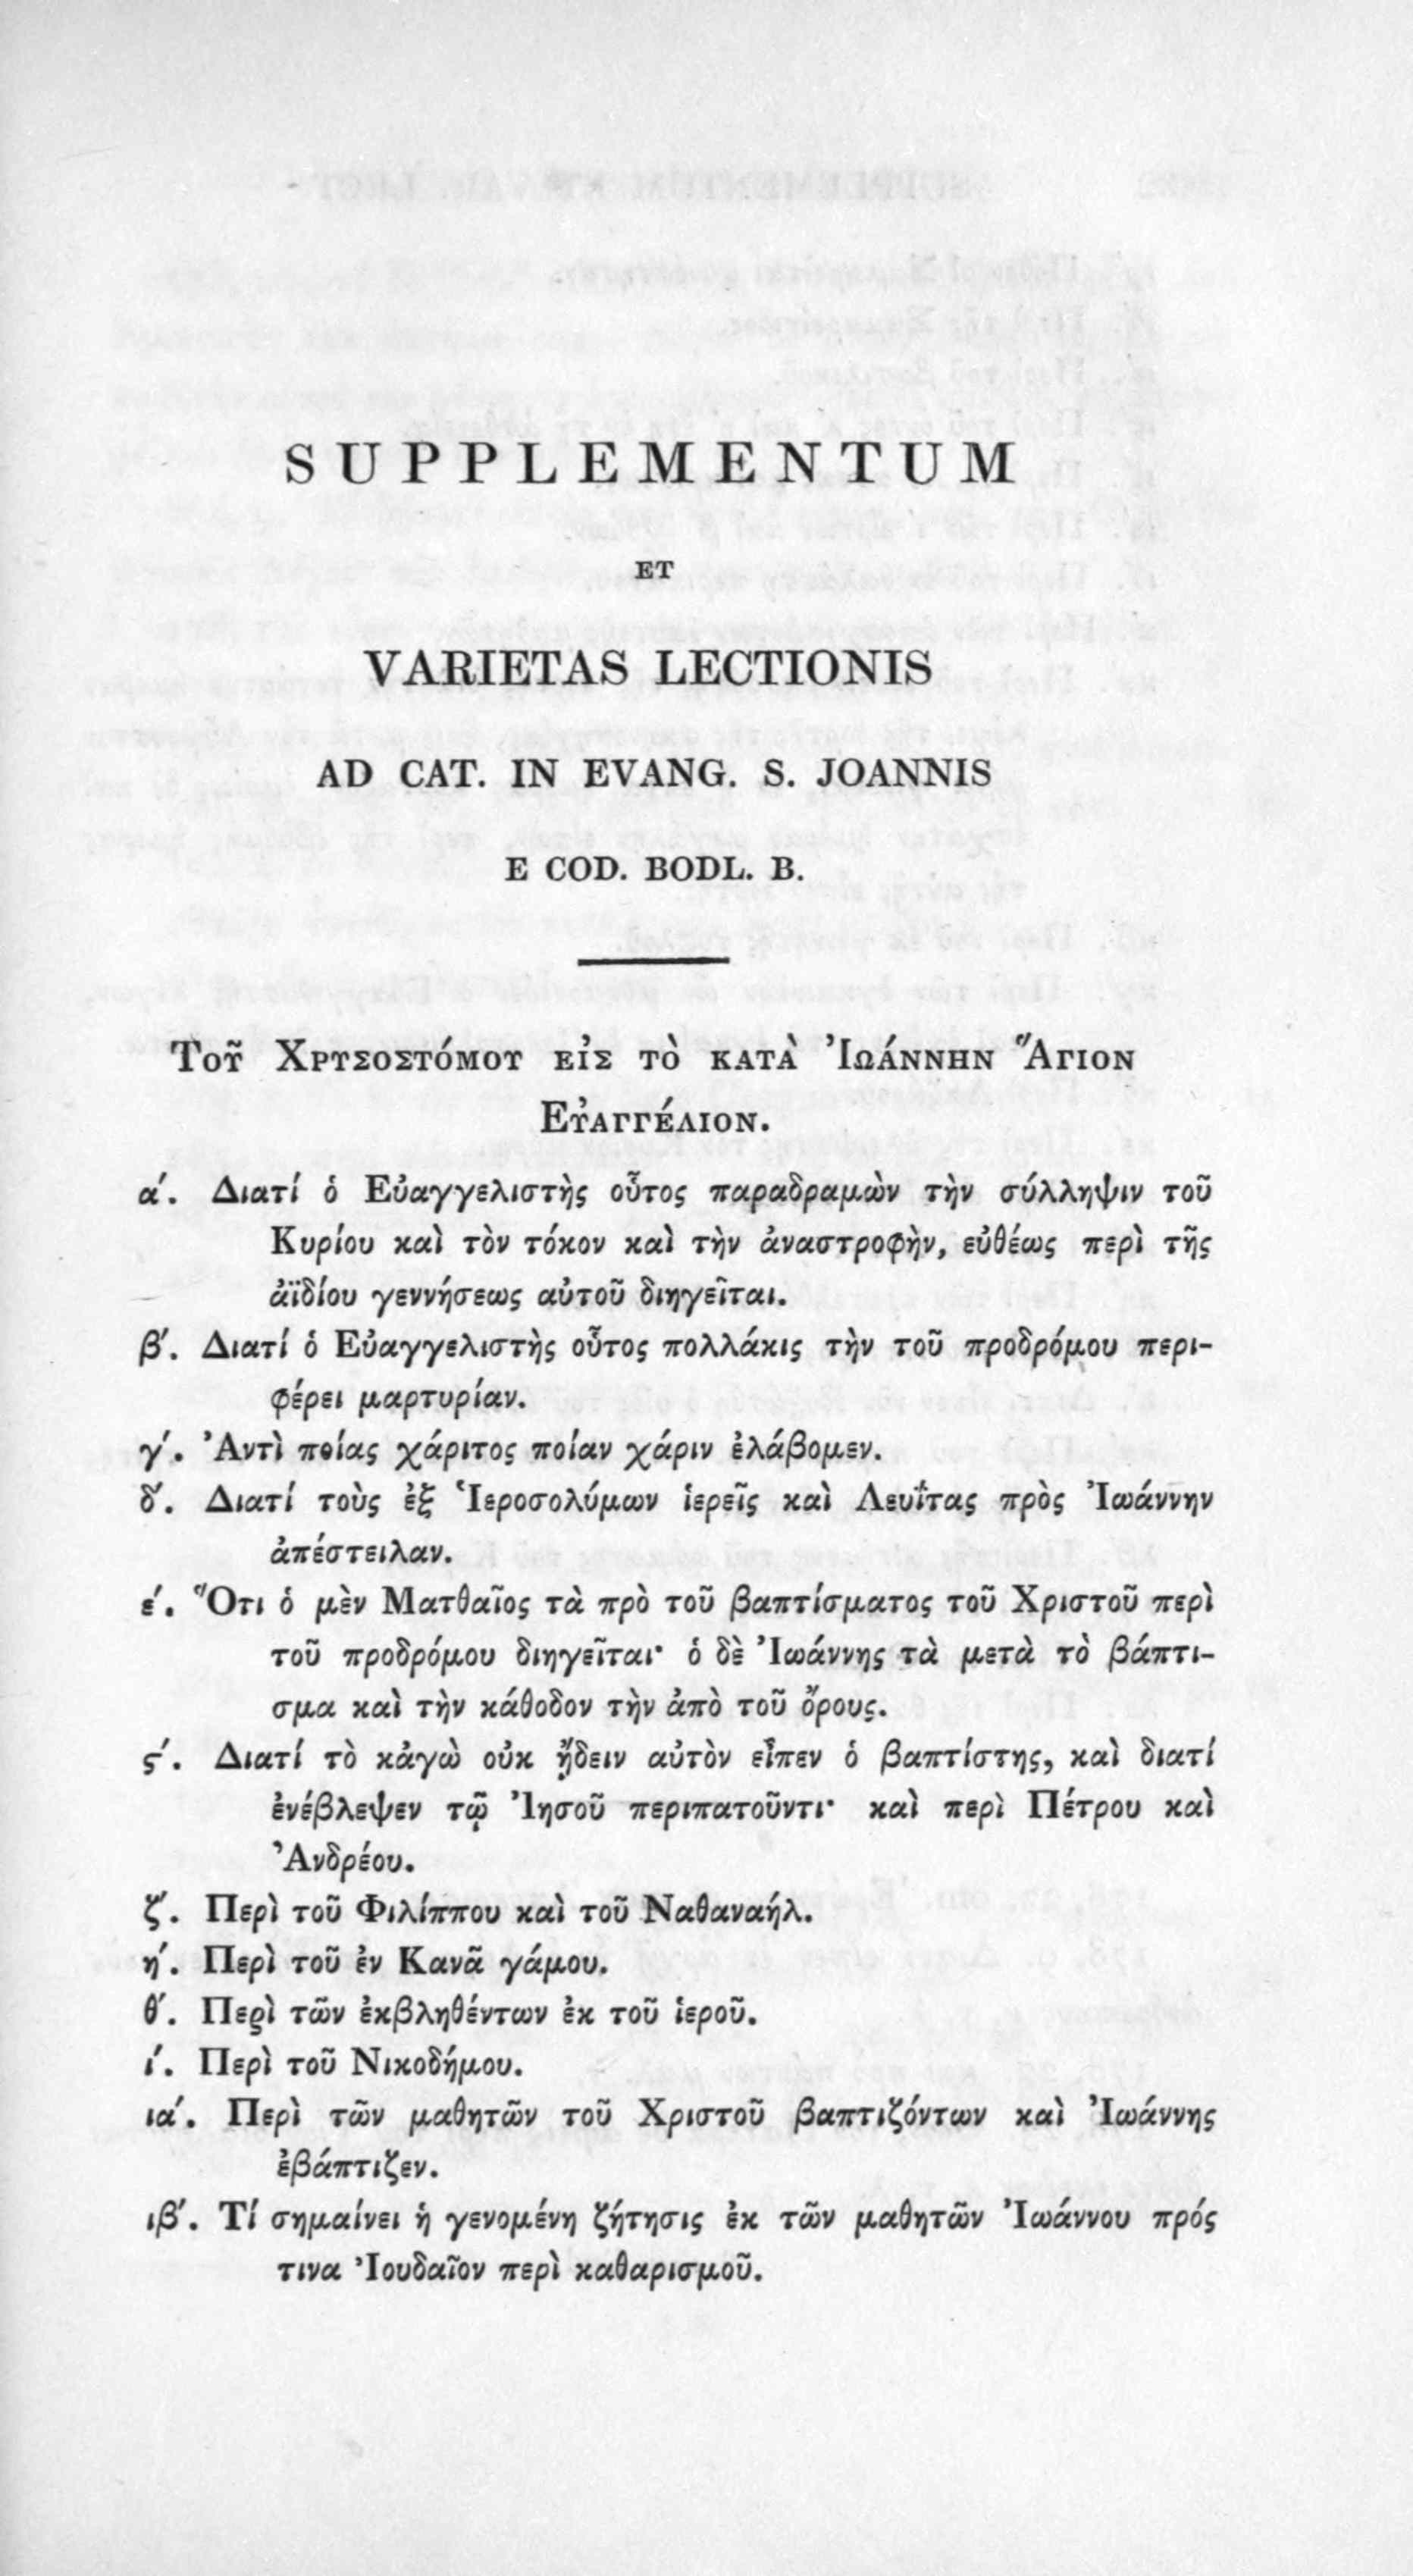 SUPPLEMENTUM
ET
VARIETAS LECTIONIS
AD CAT. IN EVANG. S. JOANNIS
E COD. BODL. B.
Τοῦ Χρυσοστόμου εἰς τὸ κατὰ Ἰωάννην Ἅγιον
Εὐαγγέλιον.
α΄. Διατί ὁ Εὐαγγελιστὴς οὗτος παραδραμὼν τὴν σύλληψιν τοῦ
Κυρίου καὶ τὸν τόκον καὶ τὴν ἀναστροφὴν, εὐθέως περὶ τῆς
ἀϊδίου γεννήσεως αὐτοῦ διηγεῖται.
β΄. Διατί ὁ Εὐαγγελιστὴς οὗτος πολλάκις τὴν τοῦ προδρόμου περι-
φέρει μαρτυρίαν.
γ΄. Ἀντὶ ποίας χάριτος ποίαν χάριν ἐλάβομεν.
δ΄. Διατί τοὺς ἐξ Ἱεροσολύμων ἱερεῖς καὶ Λευΐτας πρὸς Ἰωάννην
ἀπέστειλαν.
ε΄. Ὅτι ὁ μὲν Ματθαῖος τὰ πρὸ τοῦ βαπτίσματος τοῦ Χριστοῦ περὶ
τοῦ προδρόμου διηγεῖται· ὁ δὲ Ἰωάννης τὰ μετὰ τὸ βάπτι-
σμα καὶ τὴν κάθοδον τὴν ἀπὸ τοῦ ὄρους.
ς΄. Διατί τὸ κἀγὼ οὐκ ᾔδειν αὐτὸν εἶπεν ὁ βαπτίστης, καὶ διατί
ἐνέβλεψεν τῷ Ἰησοῦ περιπατοῦντι· καὶ περὶ Πέτρου καὶ
Ἀνδρέου.
ζ΄. Περὶ τοῦ Φιλίππου καὶ τοῦ Ναθαναήλ.
η΄. Περὶ τοῦ ἐν Κανᾶ γάμου.
θ΄. Περὶ τῶν ἐκβληθέντων ἐκ τοῦ ἱεροῦ.
ι΄. Περὶ τοῦ Νικοδήμου.
ια΄. Περὶ τῶν μαθητῶν τοῦ Χριστοῦ βαπτιζόντων καὶ Ἰωάννης
ἐβάπτιζεν.
ιβ΄. Τί σημαίνει ἡ γενομένη ζήτησις ἐκ τῶν μαθητῶν Ἰωάννου πρός
τινα Ἰουδαῖον περὶ καθαρισμοῦ.